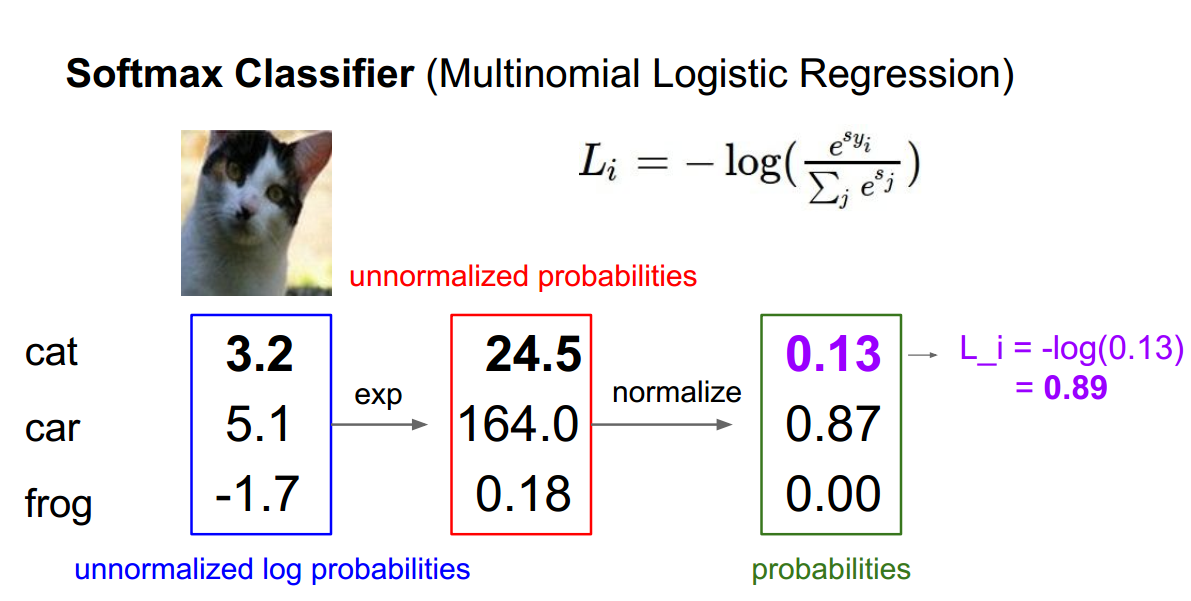 Softmax Classifier (Multinomial Logistic Regression)
L_i = − log(e^{s_{y_i}} / ∑_j e^{s_j})
unnormalized probabilities
cat 3.2 24.5 0.13 L_i = -log(0.13)
= 0.89
exp normalize
car 5.1 164.0 0.87
frog -1.7 0.18 0.00
unnormalized log probabilities probabilities